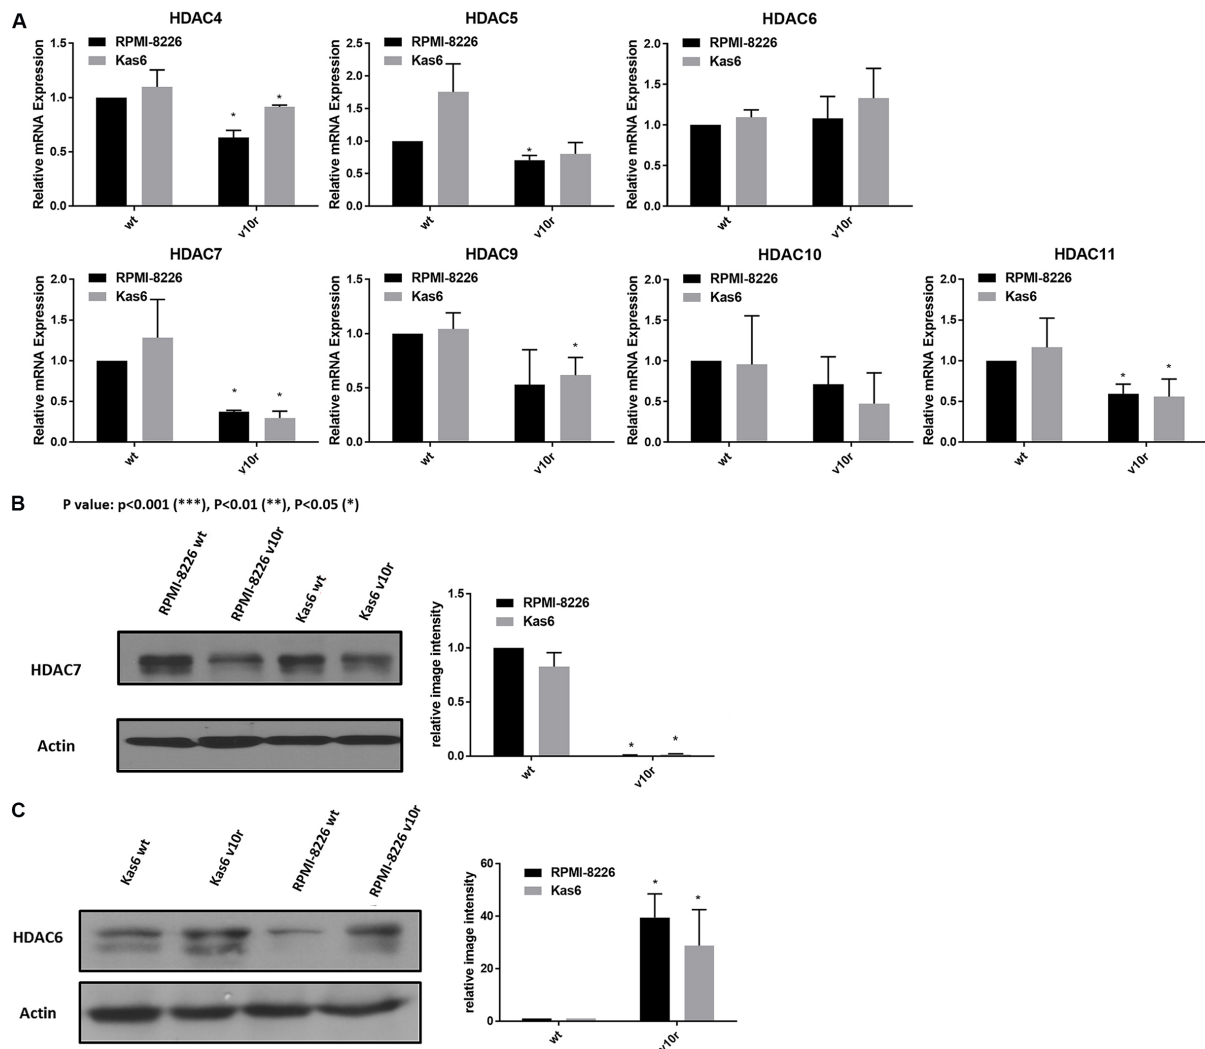 A
HDAC4
Relative mRNA Expression
1.5
1.0
0.5
0.0
RPMI-8226
Kas6
*
*
wt
v10r
HDAC5
Relative mRNA Expression
2.5
2.0
1.5
1.0
0.5
0.0
RPMI-8226
Kas6
*
wt
v10r
HDAC6
Relative mRNA Expression
2.0
1.5
1.0
0.5
0.0
RPMI-8226
Kas6
wt
v10r
HDAC7
Relative mRNA Expression
2.0
1.5
1.0
0.5
0.0
RPMI-8226
Kas6
*
*
wt
v10r
HDAC9
Relative mRNA Expression
1.5
1.0
0.5
0.0
RPMI-8226
Kas6
*
wt
v10r
HDAC10
Relative mRNA Expression
2.0
1.5
1.0
0.5
0.0
RPMI-8226
Kas6
wt
v10r
HDAC11
Relative mRNA Expression
2.0
1.5
1.0
0.5
0.0
RPMI-8226
Kas6
*
*
wt
v10r
B
P value: p<0.001 (***), P<0.01 (**), P<0.05 (*)
RPMI-8226 wt
RPMI-8226 v10r
Kas6 wt
Kas6 v10r
HDAC7
Actin
relative image intensity
1.5
1.0
0.5
0.0
RPMI-8226
Kas6
*
*
wt
v10r
C
Kas6 wt
Kas6 v10r
RPMI-8226 wt
RPMI-8226 v10r
HDAC6
Actin
relative image intensity
60
40
20
0
RPMI-8226
Kas6
*
*
wt
v10r